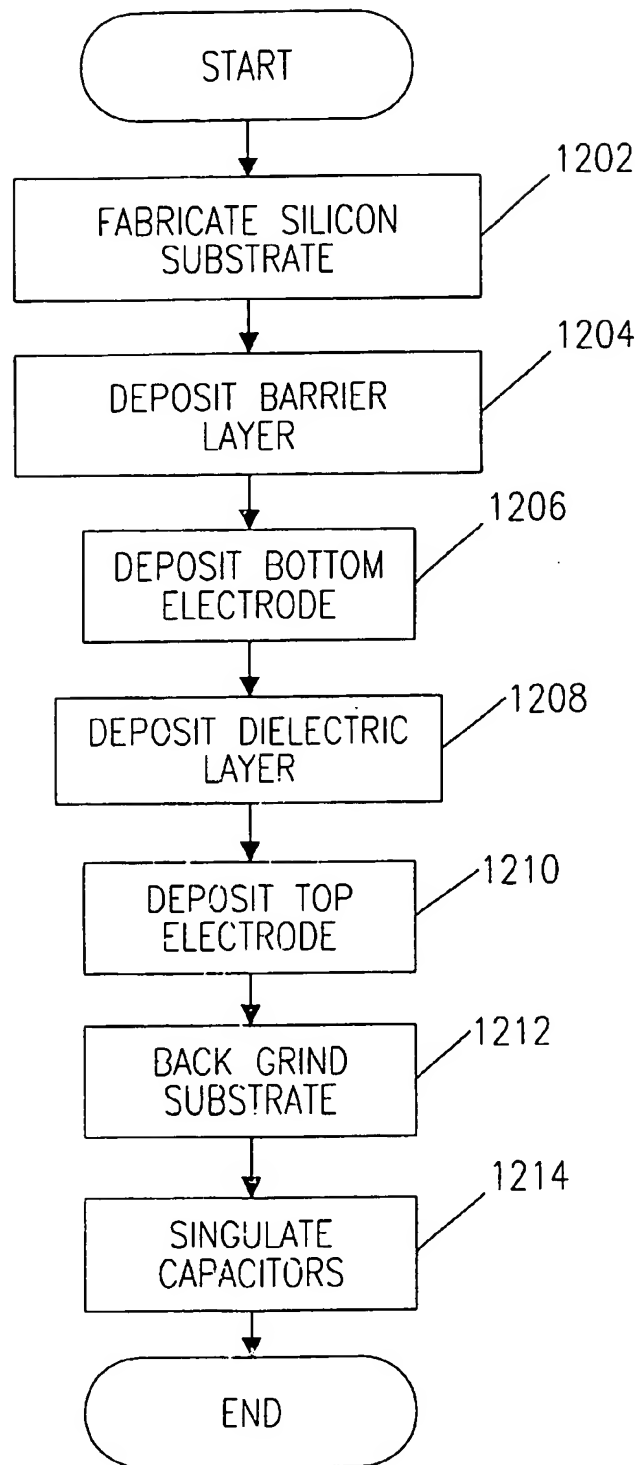 START
1202
FABRICATE SILICON
SUBSTRATE
1204
DEPOSIT BARRIER
LAYER
1206
DEPOSIT BOTTOM
ELECTRODE
1208
DEPOSIT DIELECTRIC
LAYER
1210
DEPOSIT TOP
ELECTRODE
1212
BACK GRIND
SUBSTRATE
1214
SINGULATE
CAPACITORS
END